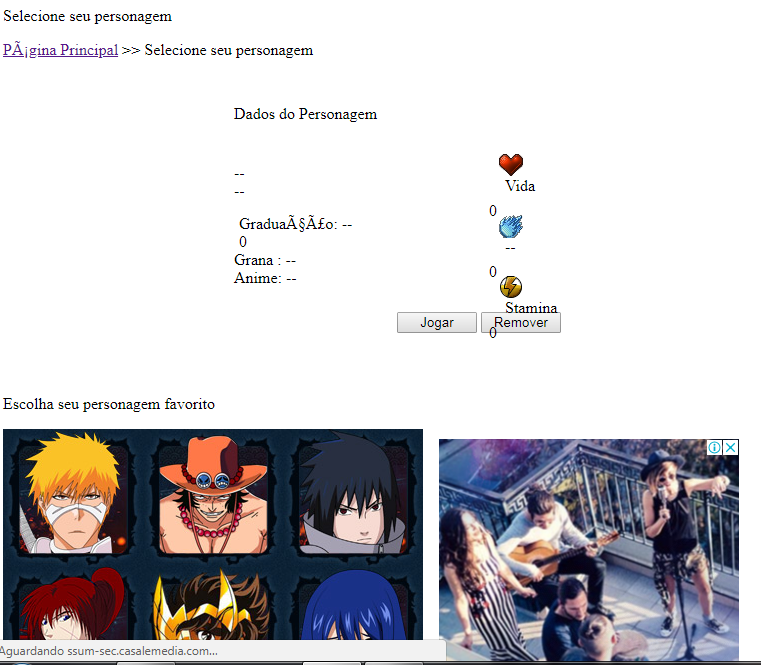 Selecione seu personagem
PÃ¡gina Principal >> Selecione seu personagem
Dados do Personagem
--
--
Vida
0
GraduaÃ§Ã£o: --
0
--
Grana : --
0
Anime: --
Stamina
0
Jogar
Remover
Escolha seu personagem favorito
Aguardando ssum-sec.casalemedia.com...